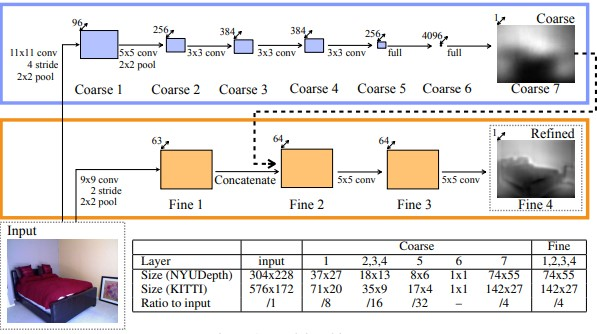 96
256
384
384
256
4096
1
Coarse
11x11 conv
4 stride
2x2 pool
5x5 conv
2x2 pool
3x3 conv
3x3 conv
3x3 conv
full
full
Coarse 1
Coarse 2
Coarse 3
Coarse 4
Coarse 5
Coarse 6
Coarse 7
63
64
64
1
Refined
9x9 conv
2 stride
2x2 pool
Concatenate
5x5 conv
5x5 conv
Fine 1
Fine 2
Fine 3
Fine 4
Input
Coarse Fine
Layer input 1 2,3,4 5 6 7 1,2,3,4
Size (NYUDepth) 304x228 37x27 18x13 8x6 1x1 74x55 74x55
Size (KITTI) 576x172 71x20 35x9 17x4 1x1 142x27 142x27
Ratio to input /1 /8 /16 /32 – /4 /4